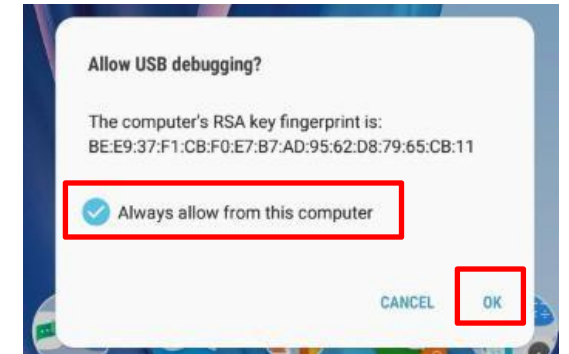 Allow USB debugging?
The computer's RSA key fingerprint is:
BE:E9:37:F1:CB:F0:E7:B7:AD:95:62:D8:79:65:CB:11
Always allow from this computer
CANCEL OK